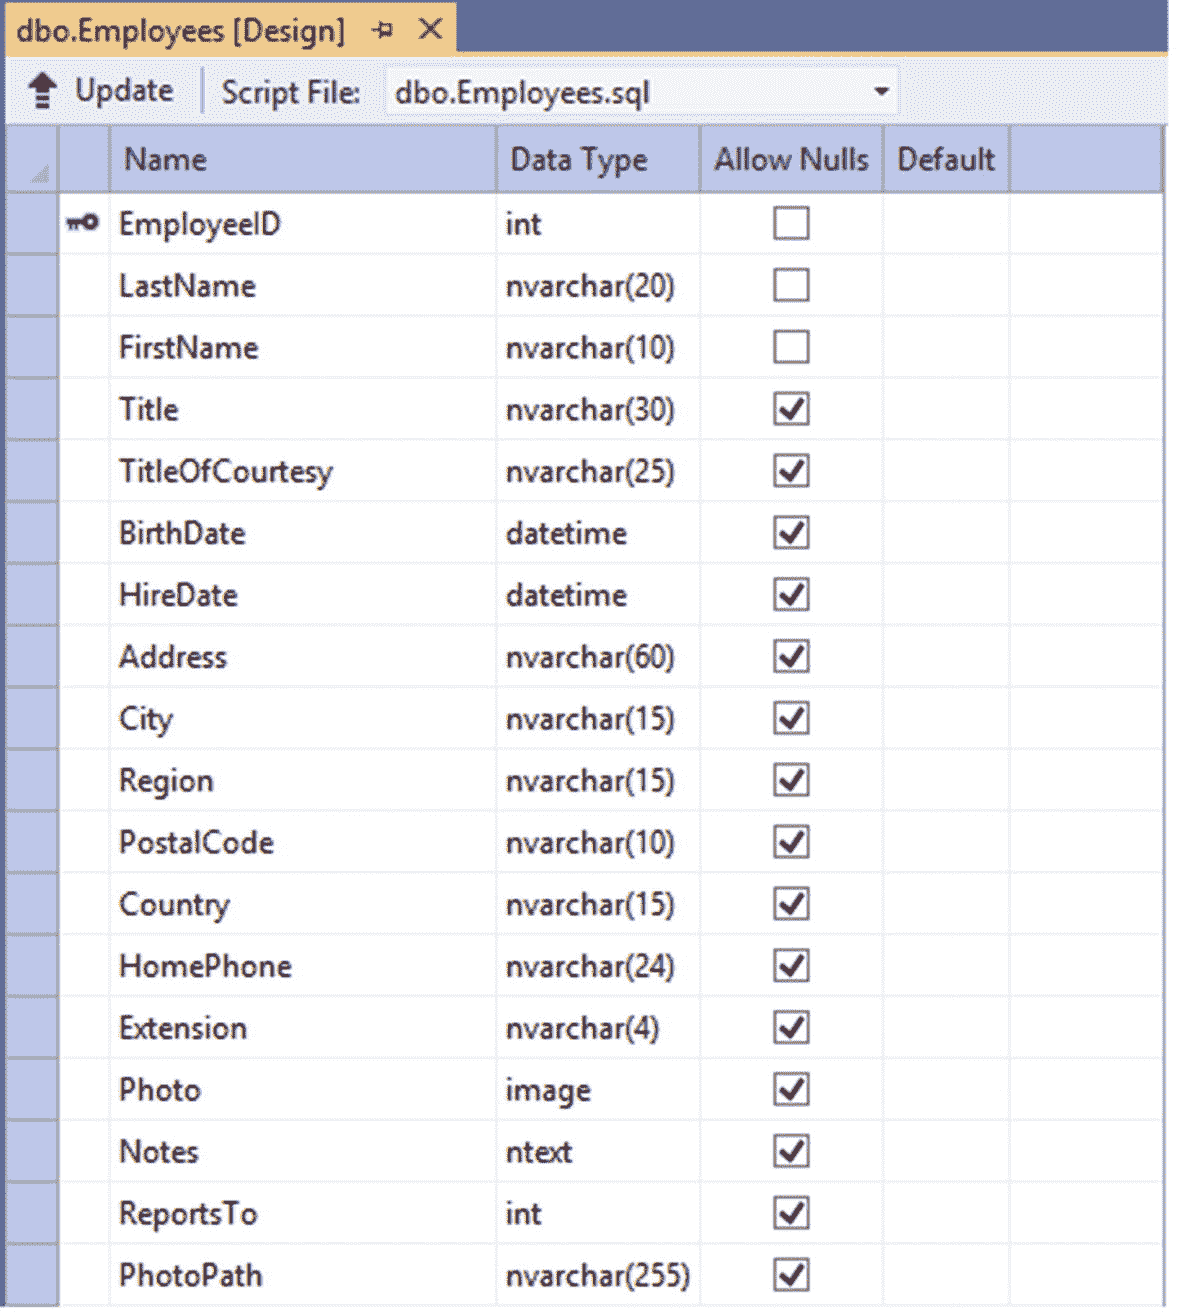 dbo.Employees [Design]
Update Script File: dbo.Employees.sql
Name Data Type Allow Nulls Default
EmployeeID int
LastName nvarchar(20)
FirstName nvarchar(10)
Title nvarchar(30)
TitleOfCourtesy nvarchar(25)
BirthDate datetime
HireDate datetime
Address nvarchar(60)
City nvarchar(15)
Region nvarchar(15)
PostalCode nvarchar(10)
Country nvarchar(15)
HomePhone nvarchar(24)
Extension nvarchar(4)
Photo image
Notes ntext
ReportsTo int
PhotoPath nvarchar(255)